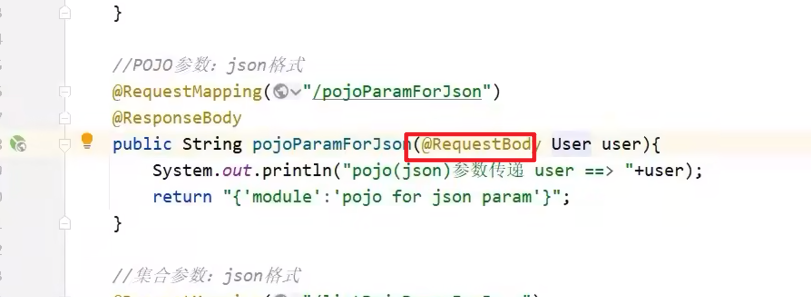 }
//POJO参数：json格式
@RequestMapping("/pojoParamForJson")
@ResponseBody
public String pojoParamForJson(@RequestBody User user){
System.out.println("pojo(json)参数传递 user ==> "+user);
return "{'module':'pojo for json param'}";
}
//集合参数：json格式